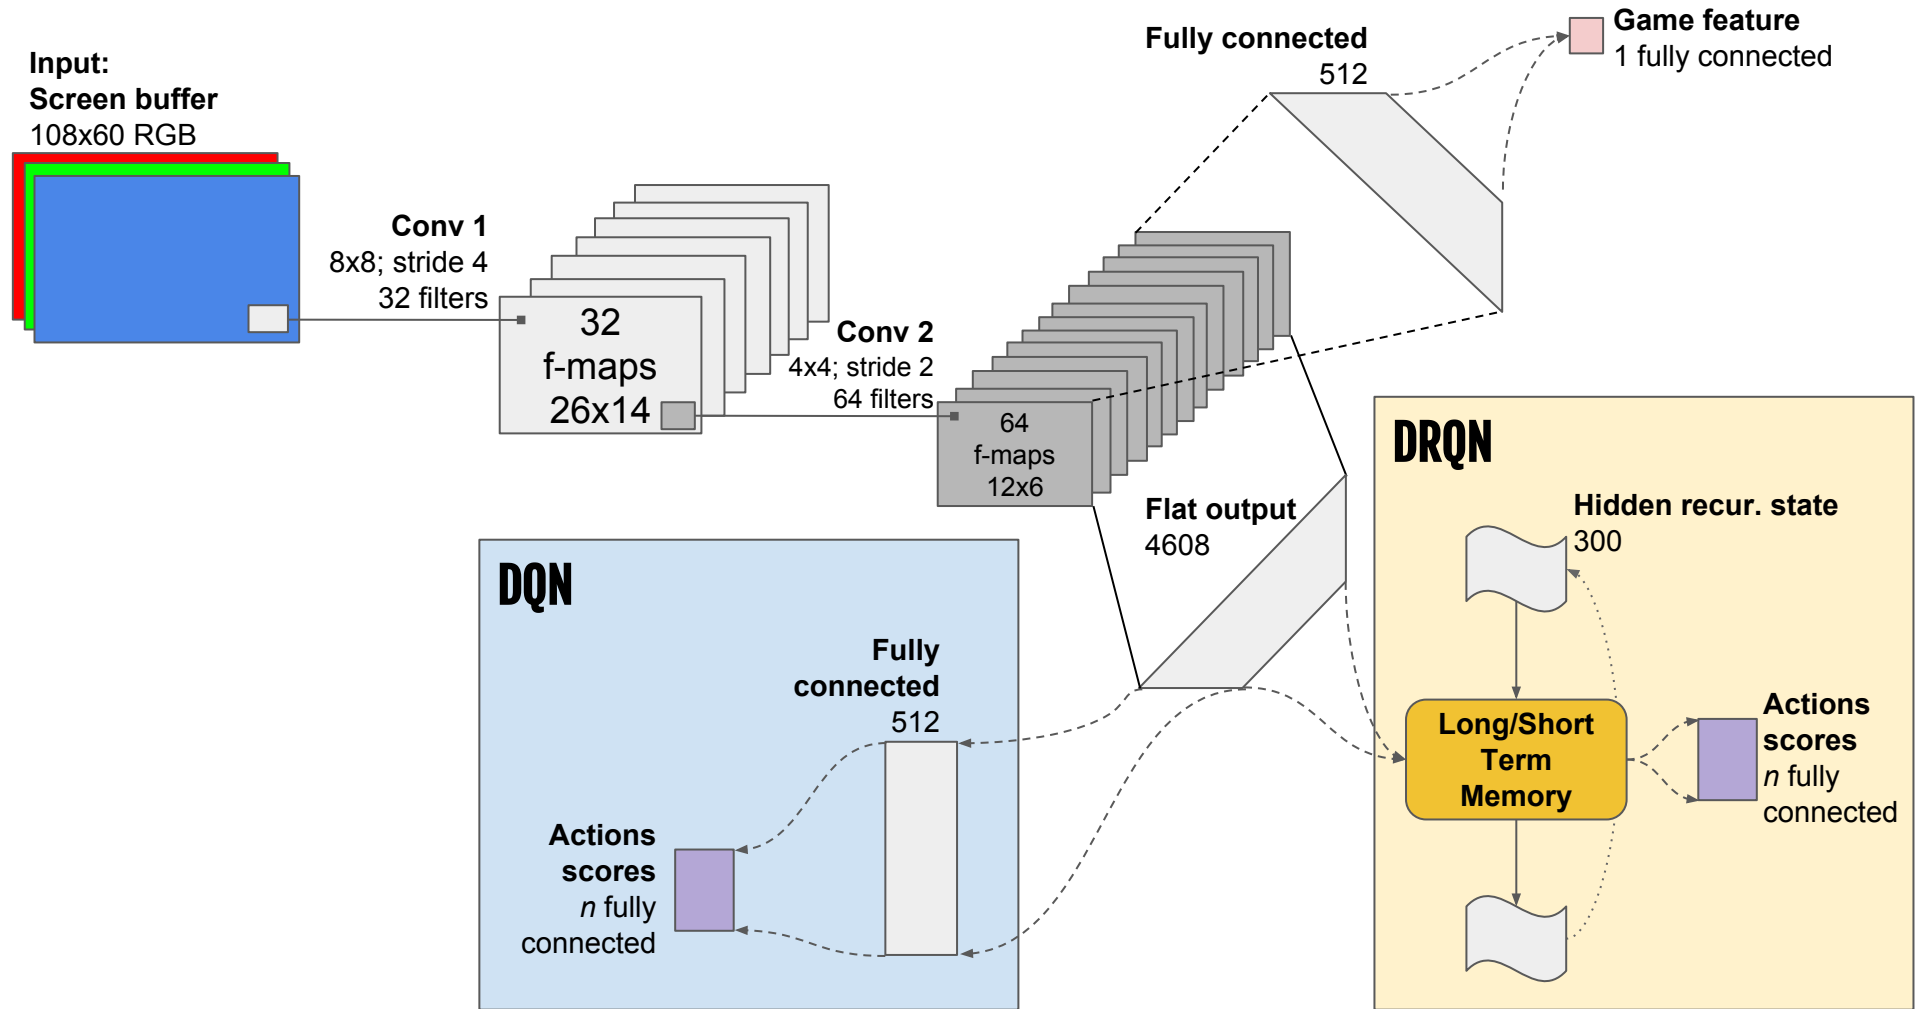 Input:
Screen buffer
108x60 RGB
Conv 1
8x8; stride 4
32 filters
32
f-maps
26x14
Conv 2
4x4; stride 2
64 filters
64
f-maps
12x6
Fully connected
512
Game feature
1 fully connected
Flat output
4608
DQN
Fully
connected
512
Actions
scores
n fully
connected
DRQN
Hidden recur. state
300
Long/Short
Term
Memory
Actions
scores
n fully
connected